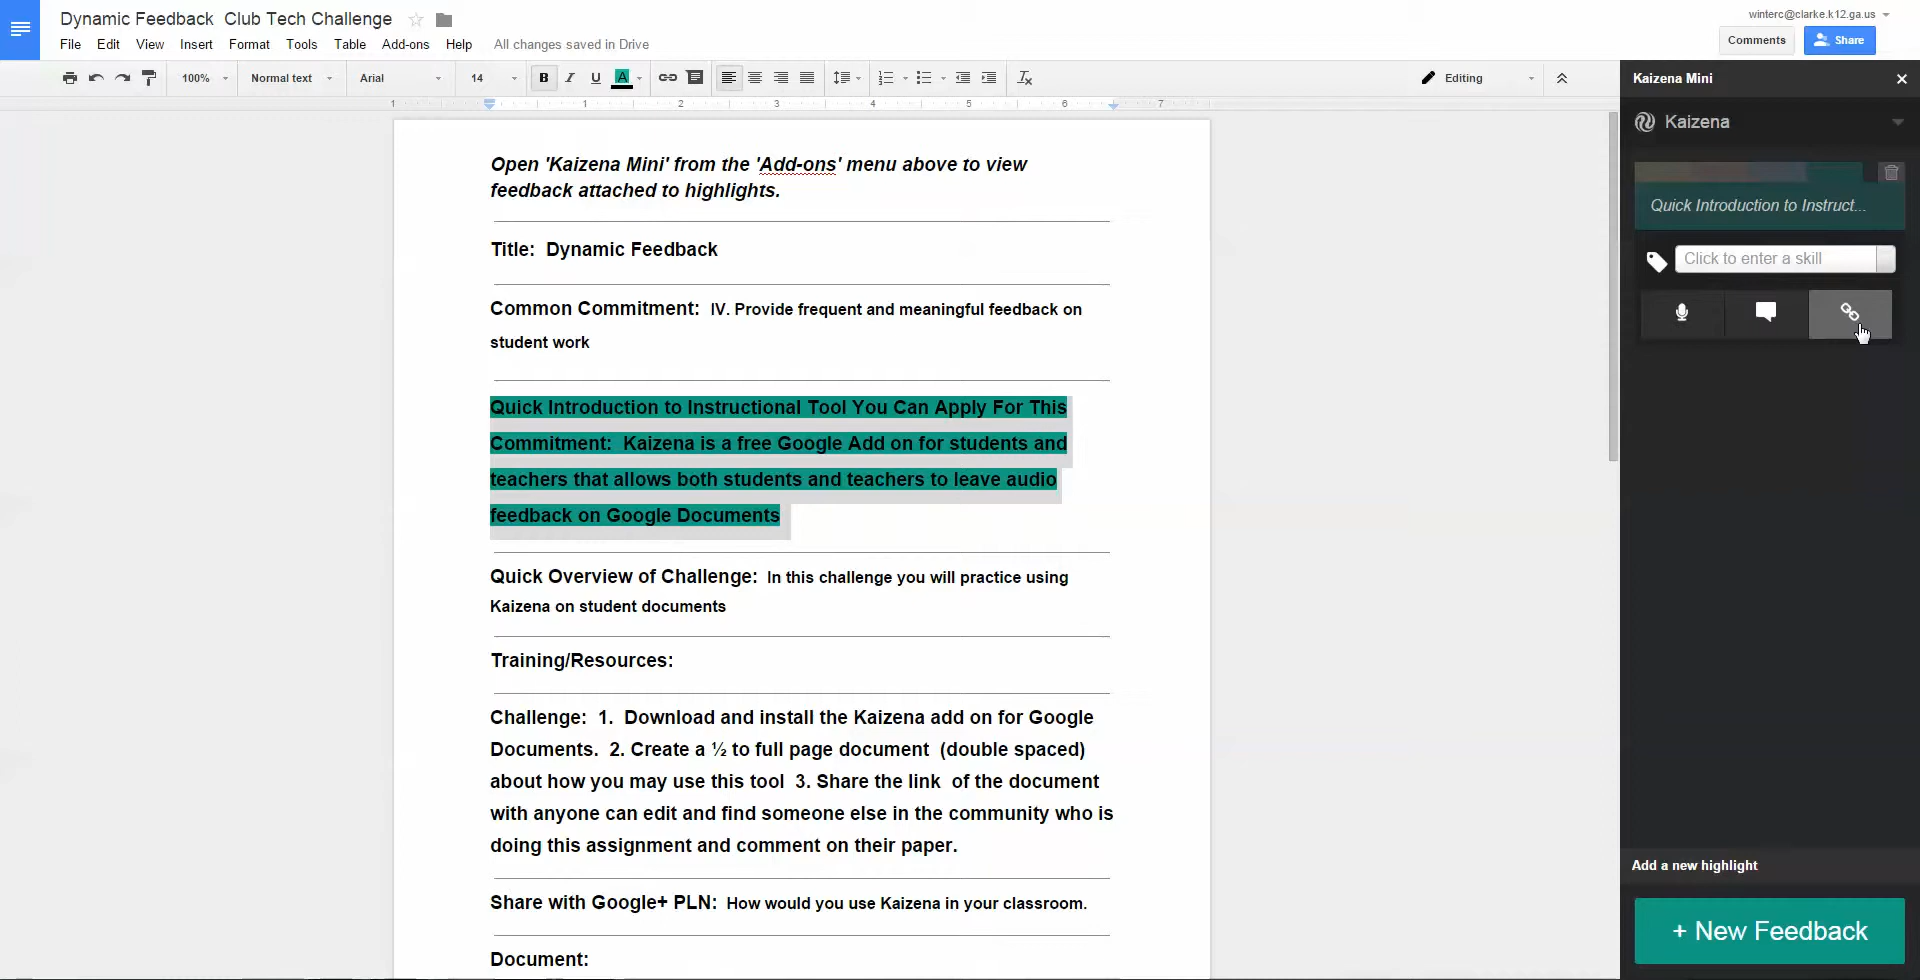 Dynamic Feedback  Club Tech Challenge
winterc@clarke.k12.ga.us
File Edit View Insert Format Tools Table Add-ons Help All changes saved in Drive
Comments Share
100% Normal text Arial 14 B I U A Editing
1 1 2 3 4 5 6 7
Kaizena Mini
Kaizena
Quick Introduction to Instruct...
Click to enter a skill
Open 'Kaizena Mini' from the 'Add-ons' menu above to view
feedback attached to highlights.
Title:  Dynamic Feedback
Common Commitment:  IV. Provide frequent and meaningful feedback on
student work
Quick Introduction to Instructional Tool You Can Apply For This
Commitment:  Kaizena is a free Google Add on for students and
teachers that allows both students and teachers to leave audio
feedback on Google Documents
Quick Overview of Challenge:  In this challenge you will practice using
Kaizena on student documents
Training/Resources:
Challenge:  1.  Download and install the Kaizena add on for Google
Documents.  2. Create a ½ to full page document  (double spaced)
about how you may use this tool  3. Share the link  of the document
with anyone can edit and find someone else in the community who is
doing this assignment and comment on their paper.
Share with Google+ PLN:  How would you use Kaizena in your classroom.
Document:
Add a new highlight
+ New Feedback